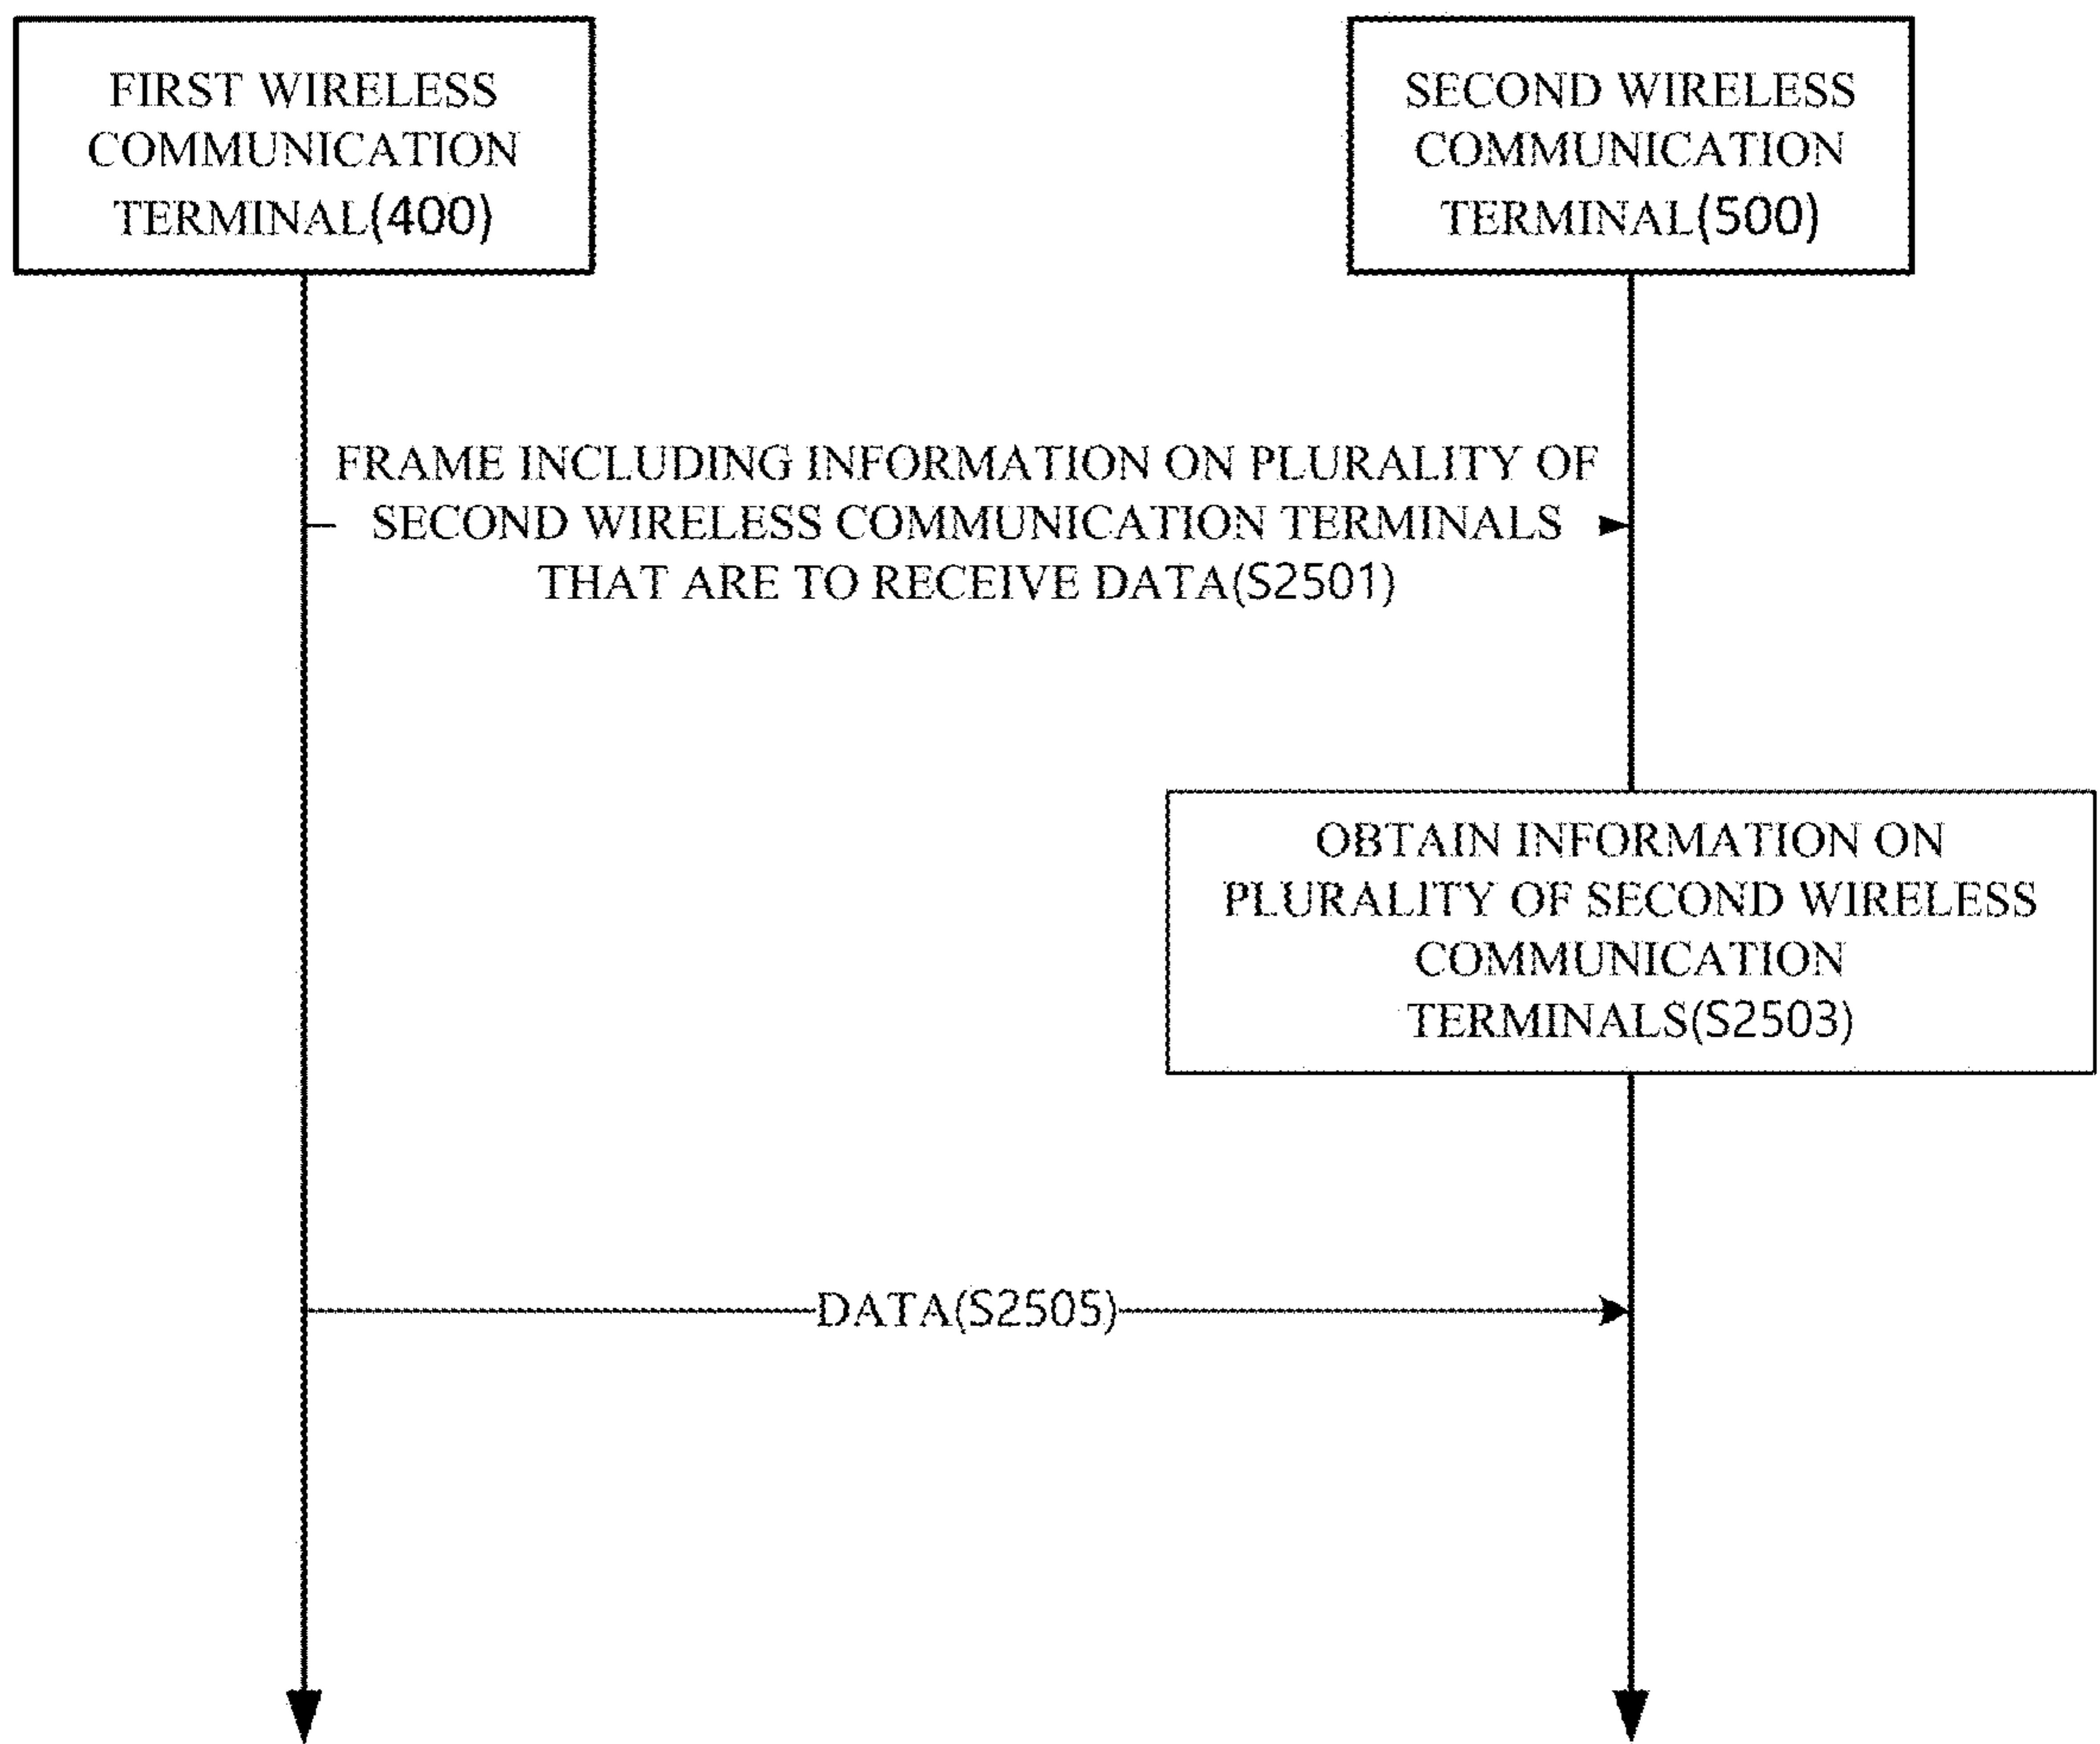 FIRST WIRELESS
COMMUNICATION
TERMINAL(400)
SECOND WIRELESS
COMMUNICATION
TERMINAL(500)
FRAME INCLUDING INFORMATION ON PLURALITY OF
SECOND WIRELESS COMMUNICATION TERMINALS
THAT ARE TO RECEIVE DATA(S2501)
OBTAIN INFORMATION ON
PLURALITY OF SECOND WIRELESS
COMMUNICATION
TERMINALS(S2503)
DATA(S2505)